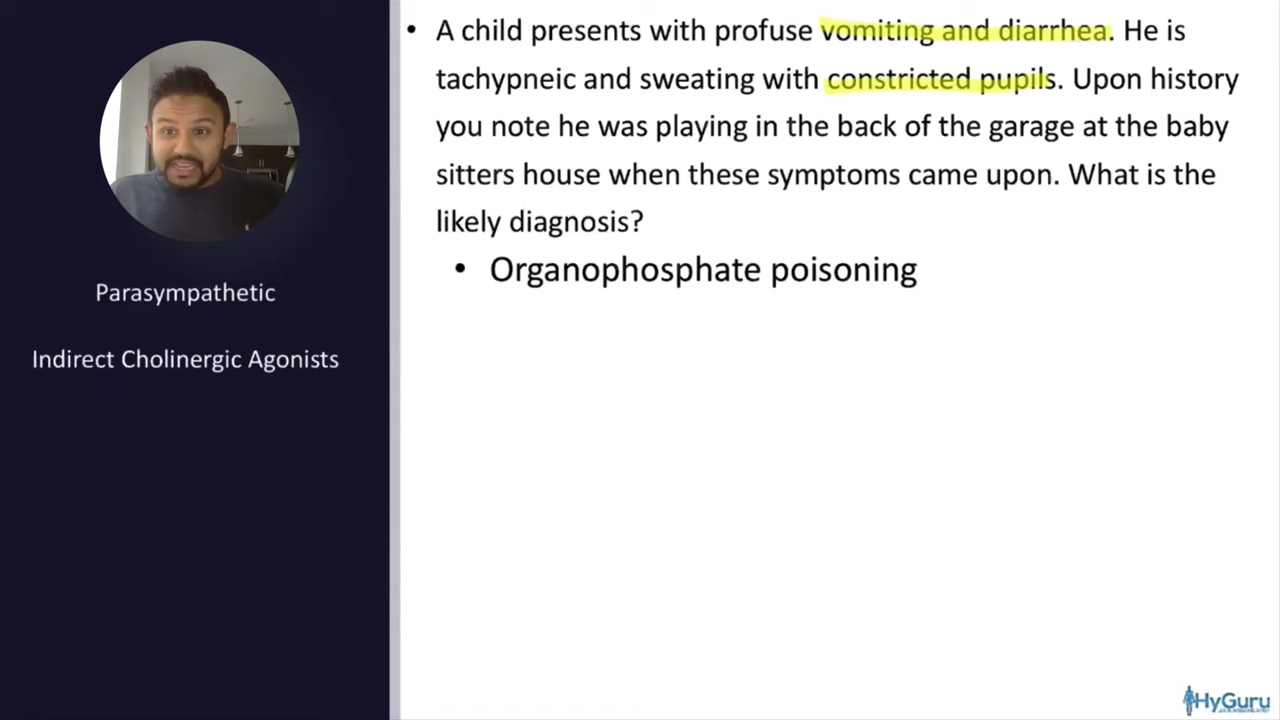 • A child presents with profuse vomiting and diarrhea. He is
tachypneic and sweating with constricted pupils. Upon history
you note he was playing in the back of the garage at the baby
sitters house when these symptoms came upon. What is the
likely diagnosis?
• Organophosphate poisoning
Parasympathetic
Indirect Cholinergic Agonists
HyGuru